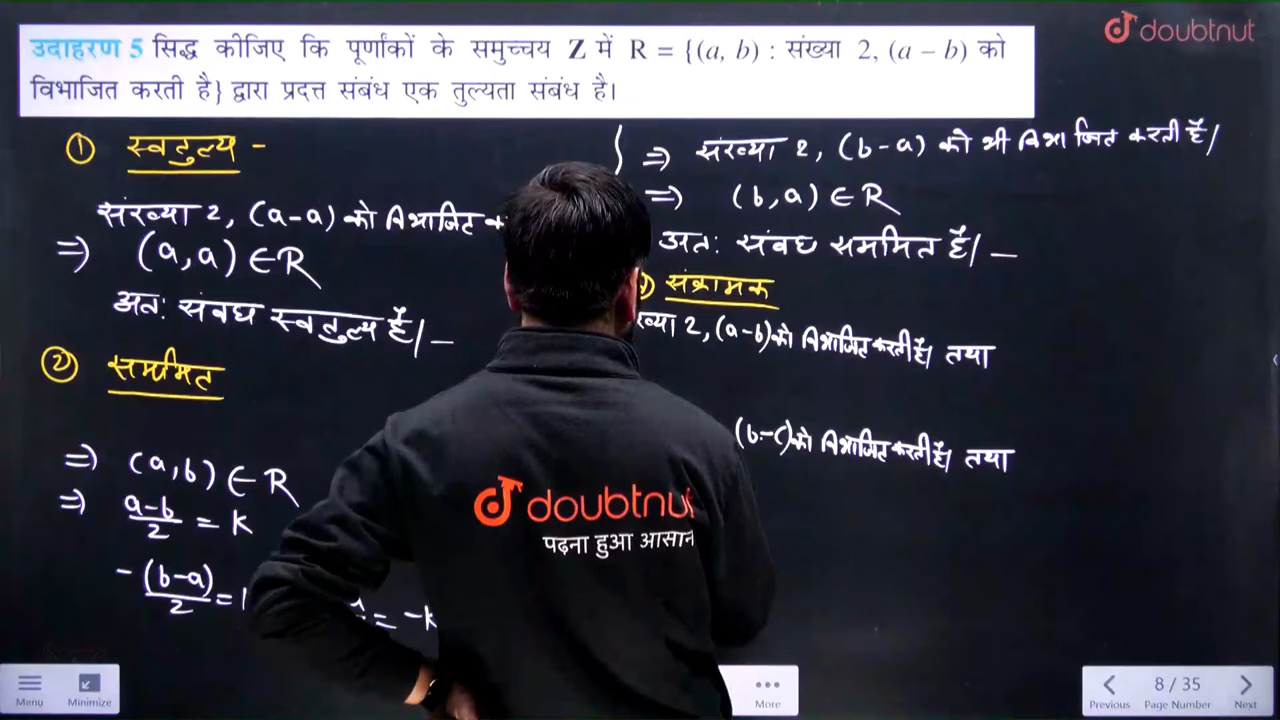 doubtnut
उदाहरण 5 सिद्ध कीजिए कि पूर्णांकों के समुच्चय Z में R = {(a, b) : संख्या 2, (a – b) को
विभाजित करती है} द्वारा प्रदत्त संबंध एक तुल्यता संबंध है।
① स्वतुल्य -
संख्या 2, (a-a) को विभाजित
=> (a,a) ∈ R
अतः संबंध स्वतुल्य है। –
② सममित
=> (a,b) ∈ R
=> a-b/2 = K
-(b-a)/2 =
= -K
=> संख्या 2, (b-a) को भी विभाजित करती है।
=> (b,a) ∈ R
अतः संबंध सममित है। –
संक्रामक
2, (a-b) को विभाजित करती है। तथा
(b-c) को विभाजित करती है। तथा
doubtnut
पढ़ना हुआ आसान
Menu
Minimize
More
Previous
8 / 35
Page Number
Next